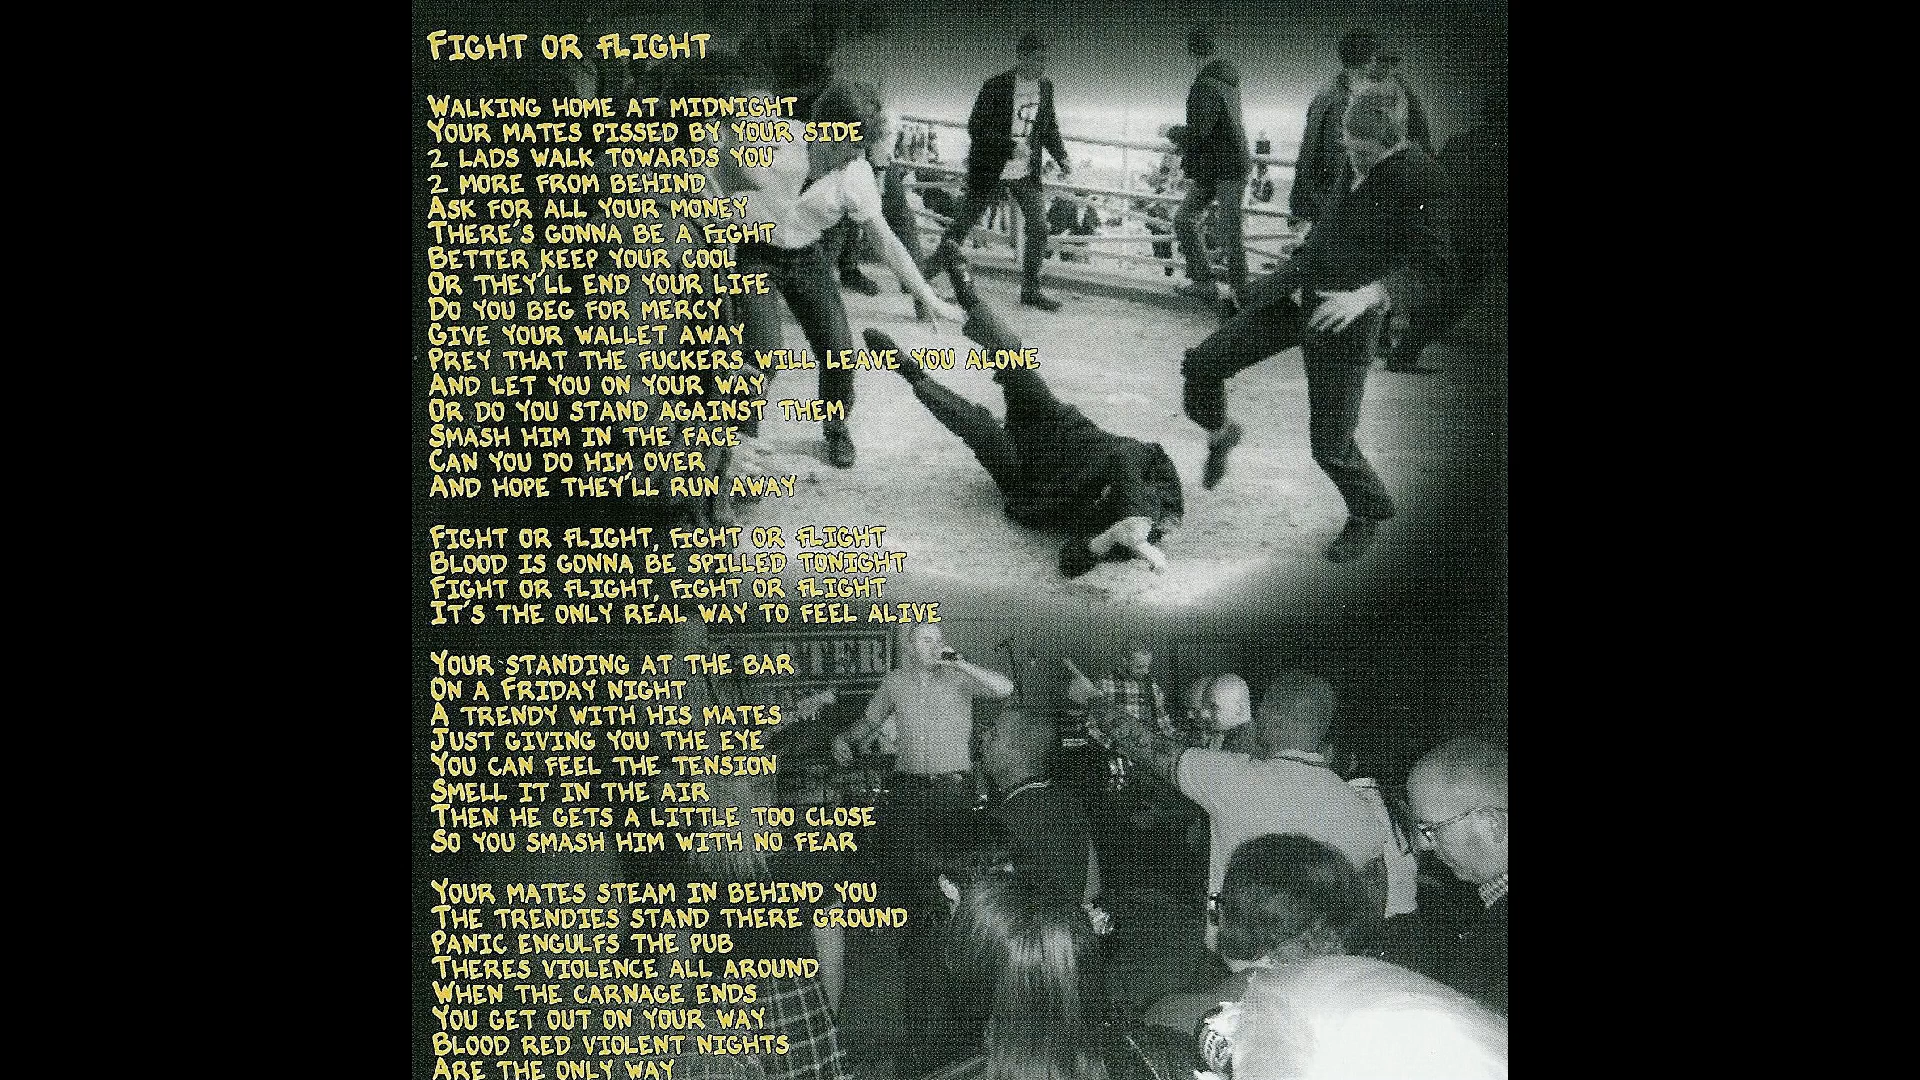 FIGHT OR FLIGHT
WALKING HOME AT MIDNIGHT
YOUR MATES PISSED BY YOUR SIDE
2 LADS WALK TOWARDS YOU
2 MORE FROM BEHIND
ASK FOR ALL YOUR MONEY
THERE'S GONNA BE A FIGHT
BETTER KEEP YOUR COOL
OR THEY'LL END YOUR LIFE
DO YOU BEG FOR MERCY
GIVE YOUR WALLET AWAY
PREY THAT THE FUCKERS WILL LEAVE YOU ALONE
AND LET YOU ON YOUR WAY
OR DO YOU STAND AGAINST THEM
SMASH HIM IN THE FACE
CAN YOU DO HIM OVER
AND HOPE THEY'LL RUN AWAY
FIGHT OR FLIGHT, FIGHT OR FLIGHT
BLOOD IS GONNA BE SPILLED TONIGHT
FIGHT OR FLIGHT, FIGHT OR FLIGHT
IT'S THE ONLY REAL WAY TO FEEL ALIVE
YOUR STANDING AT THE BAR
ON A FRIDAY NIGHT
A TRENDY WITH HIS MATES
JUST GIVING YOU THE EYE
YOU CAN FEEL THE TENSION
SMELL IT IN THE AIR
THEN HE GETS A LITTLE TOO CLOSE
SO YOU SMASH HIM WITH NO FEAR
YOUR MATES STEAM IN BEHIND YOU
THE TRENDIES STAND THERE GROUND
PANIC ENGULFS THE PUB
THERES VIOLENCE ALL AROUND
WHEN THE CARNAGE ENDS
YOU GET OUT ON YOUR WAY
BLOOD RED VIOLENT NIGHTS
ARE THE ONLY WAY